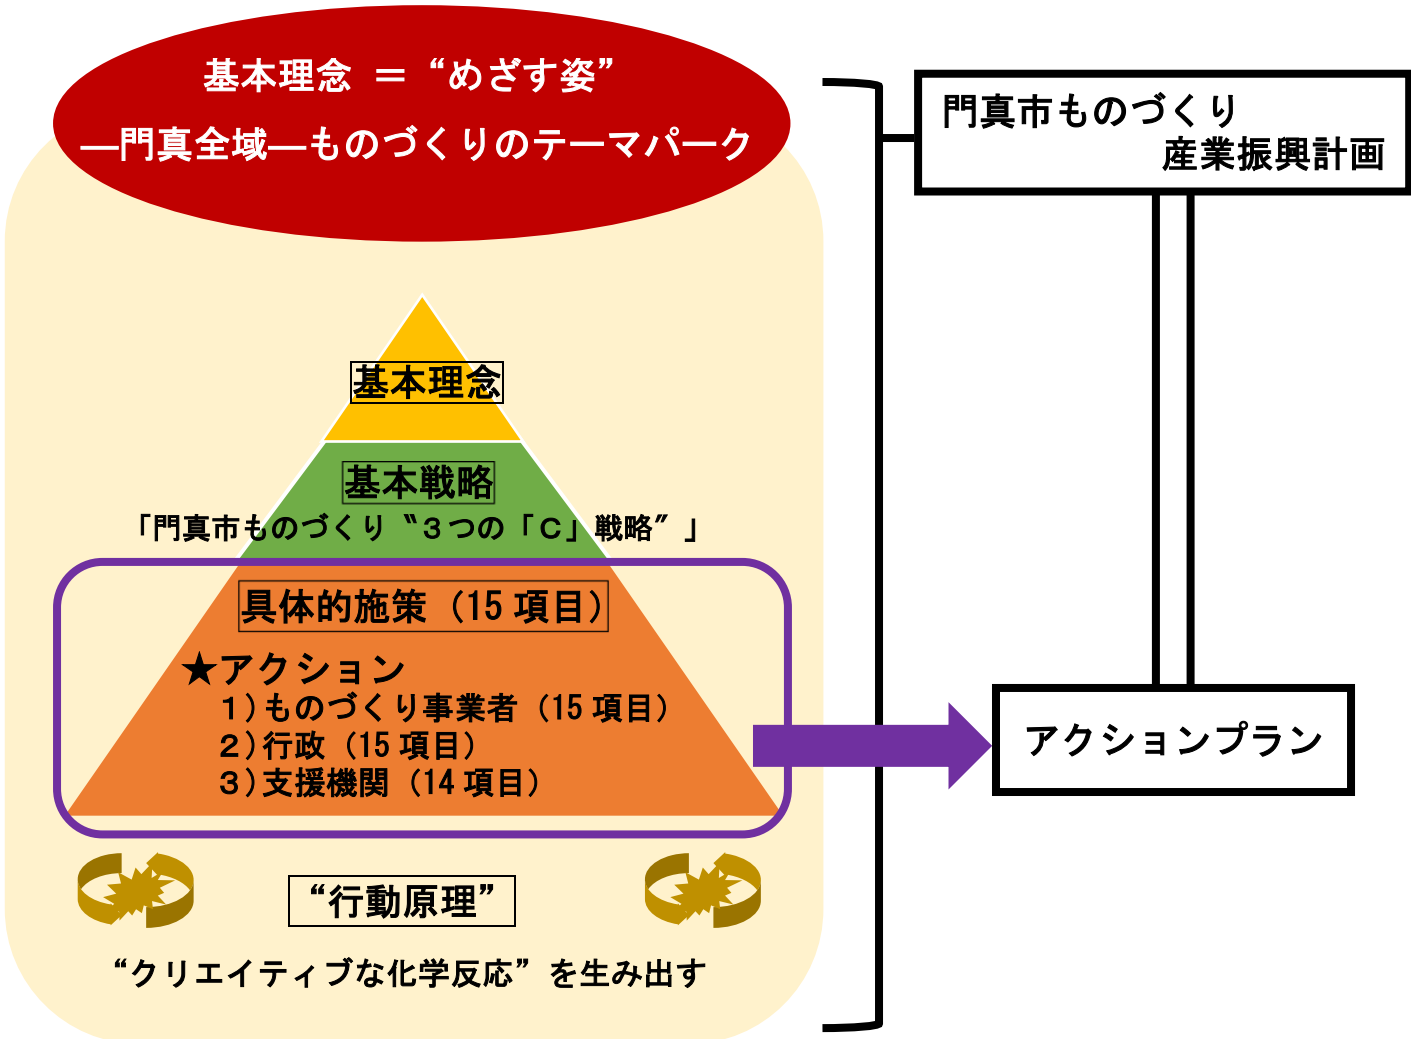 基本理念 ＝ “めざす姿”
―門真全域―ものづくりのテーマパーク
門真市ものづくり
産業振興計画
基本理念
基本戦略
「門真市ものづくり〝３つの「Ｃ」戦略〞」
具体的施策（15 項目）
★アクション
１）ものづくり事業者（15 項目）
２）行政（15 項目）
３）支援機関（14 項目）
アクションプラン
“行動原理”
“クリエイティブな化学反応”を生み出す